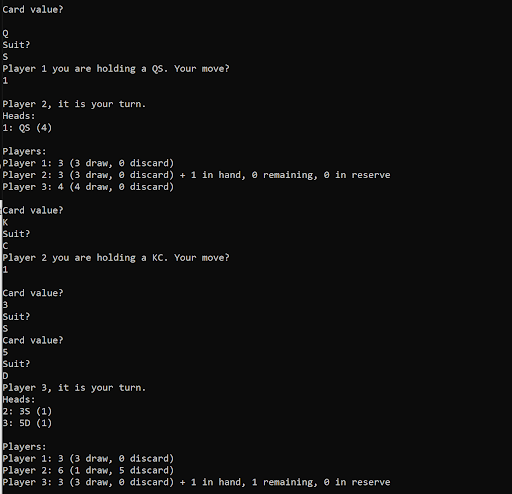 Card value?
Q
Suit?
S
Player 1 you are holding a QS. Your move?
1
Player 2, it is your turn.
Heads:
1: QS (4)
Players:
Player 1: 3 (3 draw, 0 discard)
Player 2: 3 (3 draw, 0 discard) + 1 in hand, 0 remaining, 0 in reserve
Player 3: 4 (4 draw, 0 discard)
Card value?
K
Suit?
C
Player 2 you are holding a KC. Your move?
1
Card value?
3
Suit?
S
Card value?
5
Suit?
D
Player 3, it is your turn.
Heads:
2: 3S (1)
3: 5D (1)
Players:
Player 1: 3 (3 draw, 0 discard)
Player 2: 6 (1 draw, 5 discard)
Player 3: 3 (3 draw, 0 discard) + 1 in hand, 1 remaining, 0 in reserve